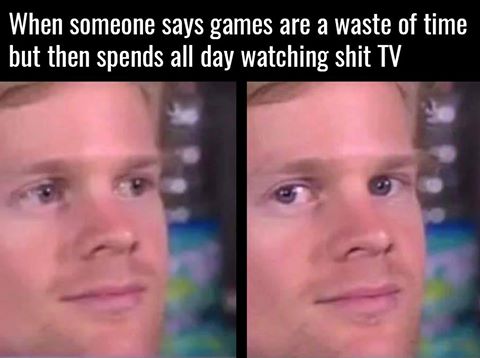 When someone says games are a waste of time
but then spends all day watching shit TV